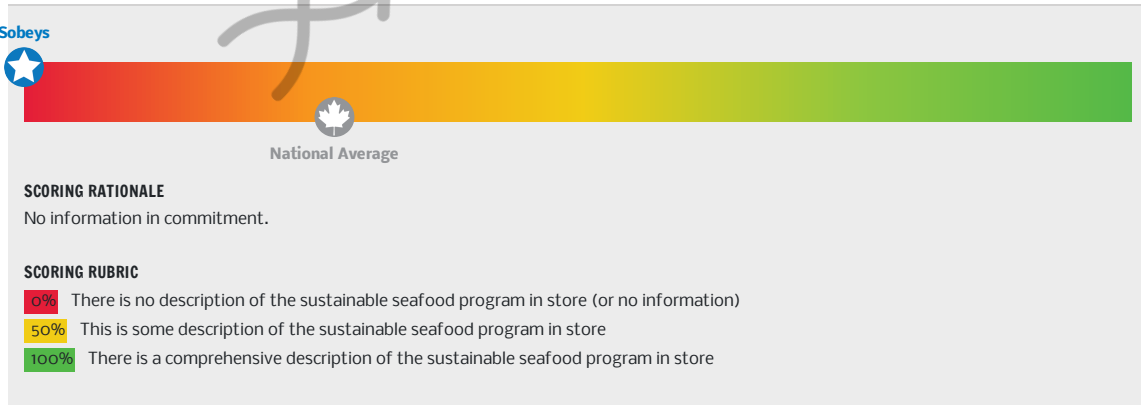 Sobeys
National Average
SCORING RATIONALE
No information in commitment.
SCORING RUBRIC
0% There is no description of the sustainable seafood program in store (or no information)
50% This is some description of the sustainable seafood program in store
100% There is a comprehensive description of the sustainable seafood program in store